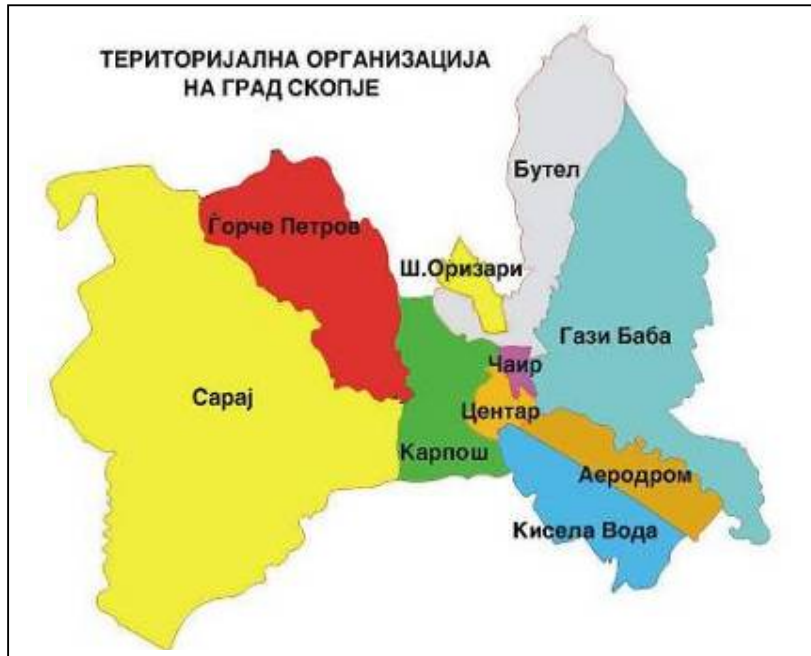 ТЕРИТОРИЈАЛНА ОРГАНИЗАЦИЈА
НА ГРАД СКОПЈЕ
Бутел
Ѓорче Петров
Ш.Оризари
Гази Баба
Чаир
Сарај
Центар
Карпош
Аеродром
Кисела Вода